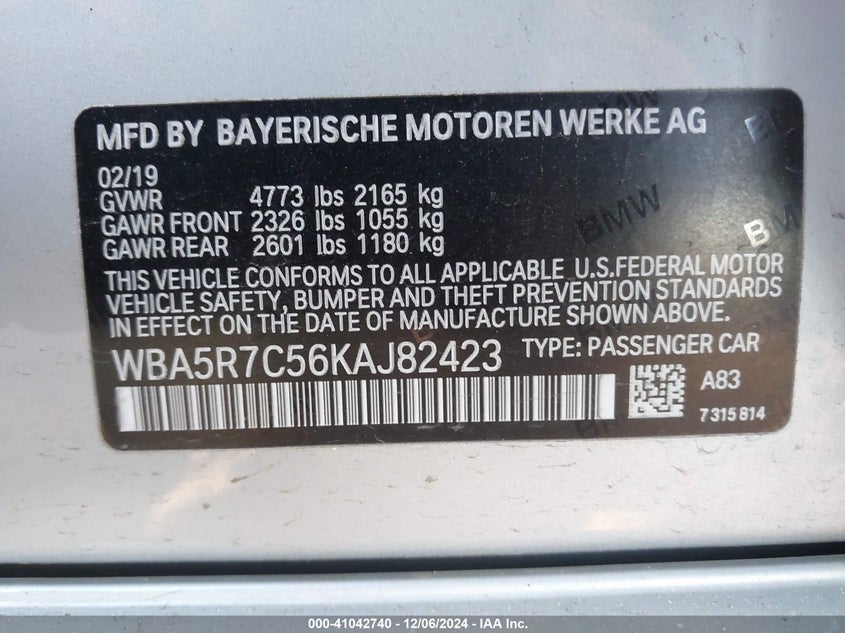 MFD BY BAYERISCHE MOTOREN WERKE AG
02/19
GVWR 4773 lbs 2165 kg
GAWR FRONT 2326 lbs 1055 kg
GAWR REAR 2601 lbs 1180 kg
THIS VEHICLE CONFORMS TO ALL APPLICABLE U.S.FEDERAL MOTOR
VEHICLE SAFETY, BUMPER AND THEFT PREVENTION STANDARDS
IN EFFECT ON THE DATE OF MANUFACTURE SHOWN ABOVE.
WBA5R7C56KAJ82423 TYPE: PASSENGER CAR
A83
7315814
BMW
000-41042740 - 12/06/2024 - IAA Inc.